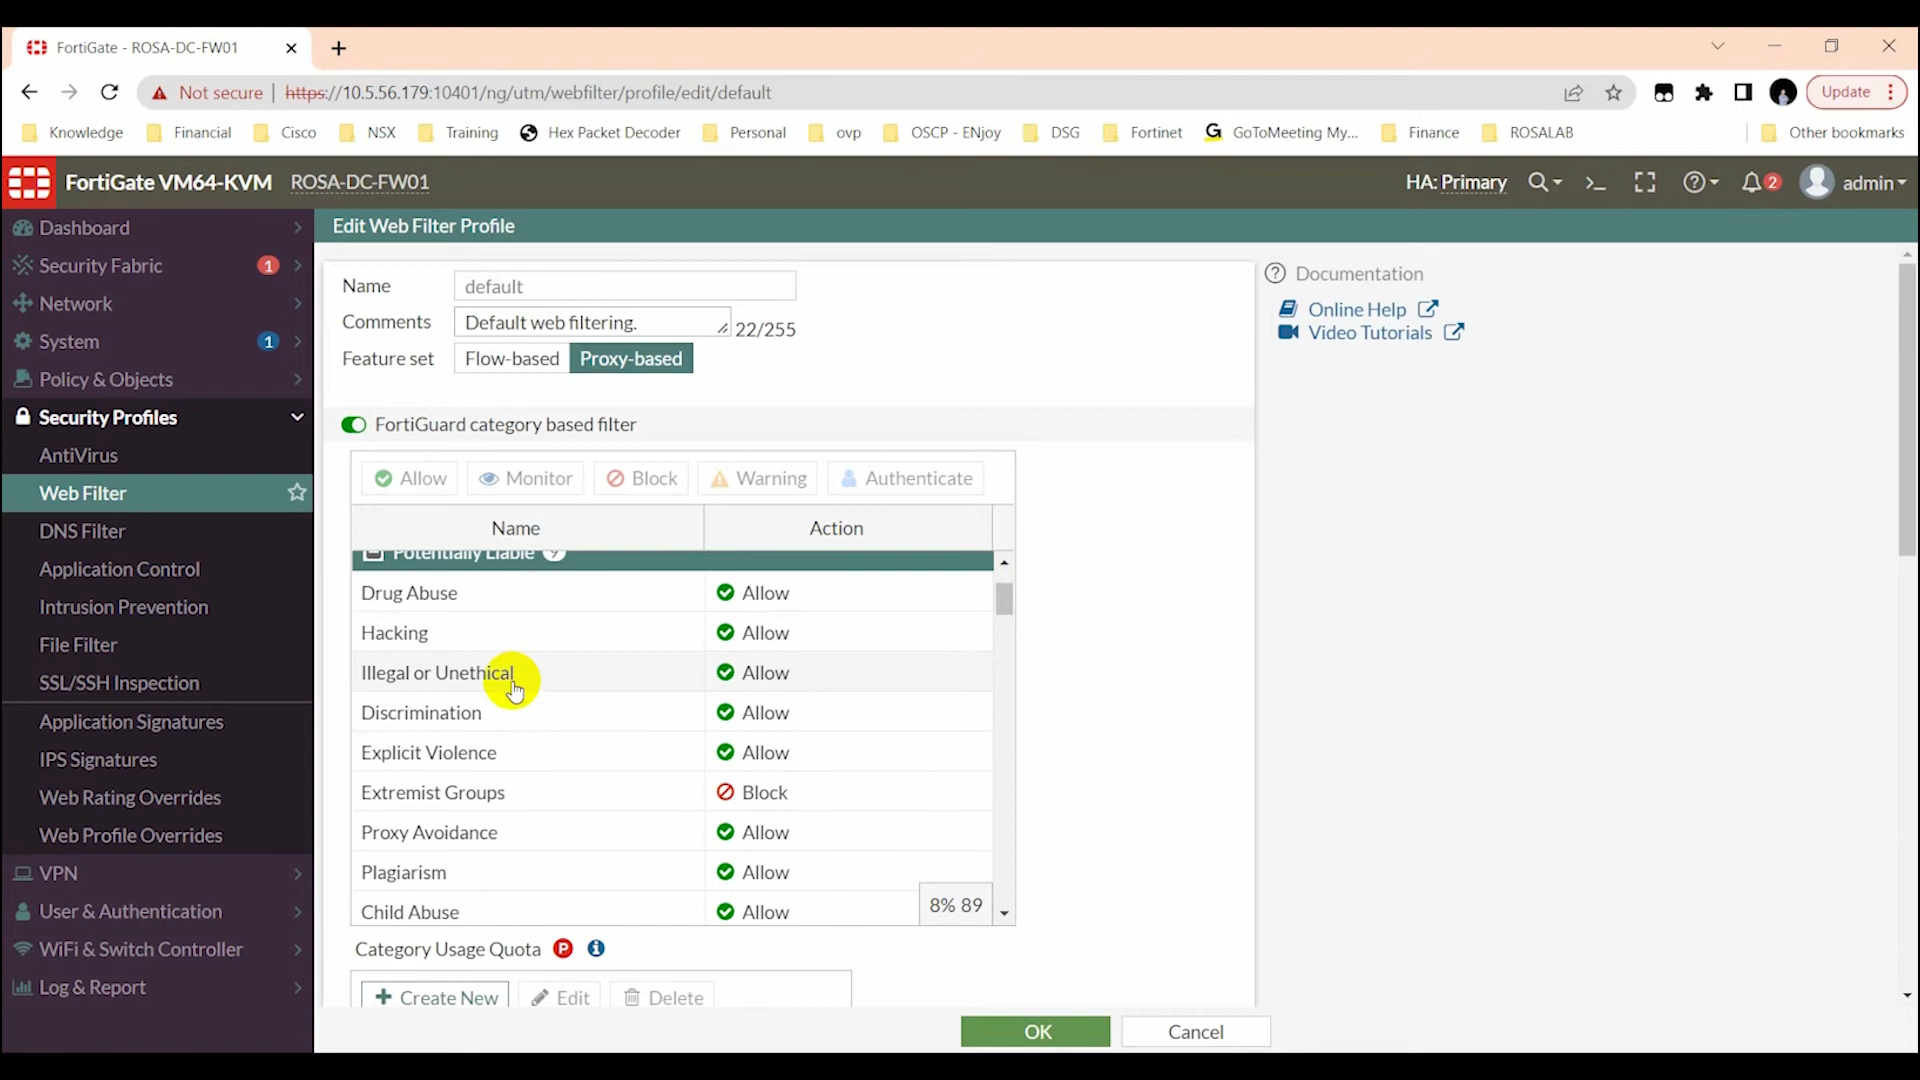 FortiGate - ROSA-DC-FW01
Not secure | https://10.5.56.179:10401/ng/utm/webfilter/profile/edit/default
Update
Knowledge Financial Cisco NSX Training Hex Packet Decoder Personal ovp OSCP - ENjoy DSG Fortinet GoToMeeting My... Finance ROSALAB Other bookmarks
FortiGate VM64-KVM ROSA-DC-FW01 HA: Primary 2 admin
Dashboard
Security Fabric 1
Network
System 1
Policy & Objects
Security Profiles
AntiVirus
Web Filter
DNS Filter
Application Control
Intrusion Prevention
File Filter
SSL/SSH Inspection
Application Signatures
IPS Signatures
Web Rating Overrides
Web Profile Overrides
VPN
User & Authentication
WiFi & Switch Controller
Log & Report
Edit Web Filter Profile
Name default
Comments Default web filtering. 22/255
Feature set Flow-based Proxy-based
FortiGuard category based filter
Allow Monitor Block Warning Authenticate
Name Action
Potentially Liable 9
Drug Abuse Allow
Hacking Allow
Illegal or Unethical Allow
Discrimination Allow
Explicit Violence Allow
Extremist Groups Block
Proxy Avoidance Allow
Plagiarism Allow
Child Abuse Allow
8% 89
Category Usage Quota P
Create New Edit Delete
OK Cancel
Documentation
Online Help
Video Tutorials